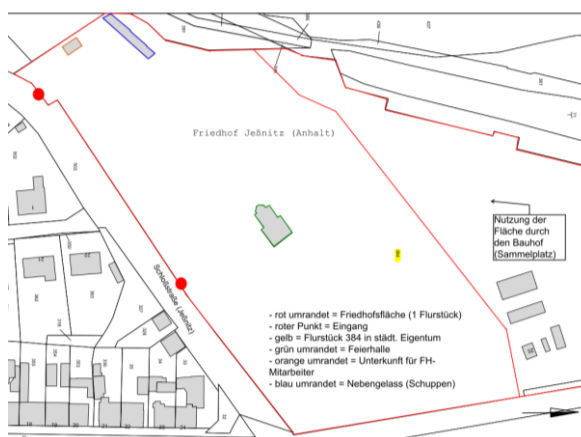 Friedhof Jeßnitz (Anhalt)
Nutzung der
Fläche durch
den Bauhof
(Sammelplatz)
Schloßstraße (Jeßnitz)
- rot umrandet = Friedhofsfläche (1 Flurstück)
- roter Punkt = Eingang
- gelb = Flurstück 384 in städt. Eigentum
- grün umrandet = Feierhalle
- orange umrandet = Unterkunft für FH-
Mitarbeiter
- blau umrandet = Nebengelass (Schuppen)